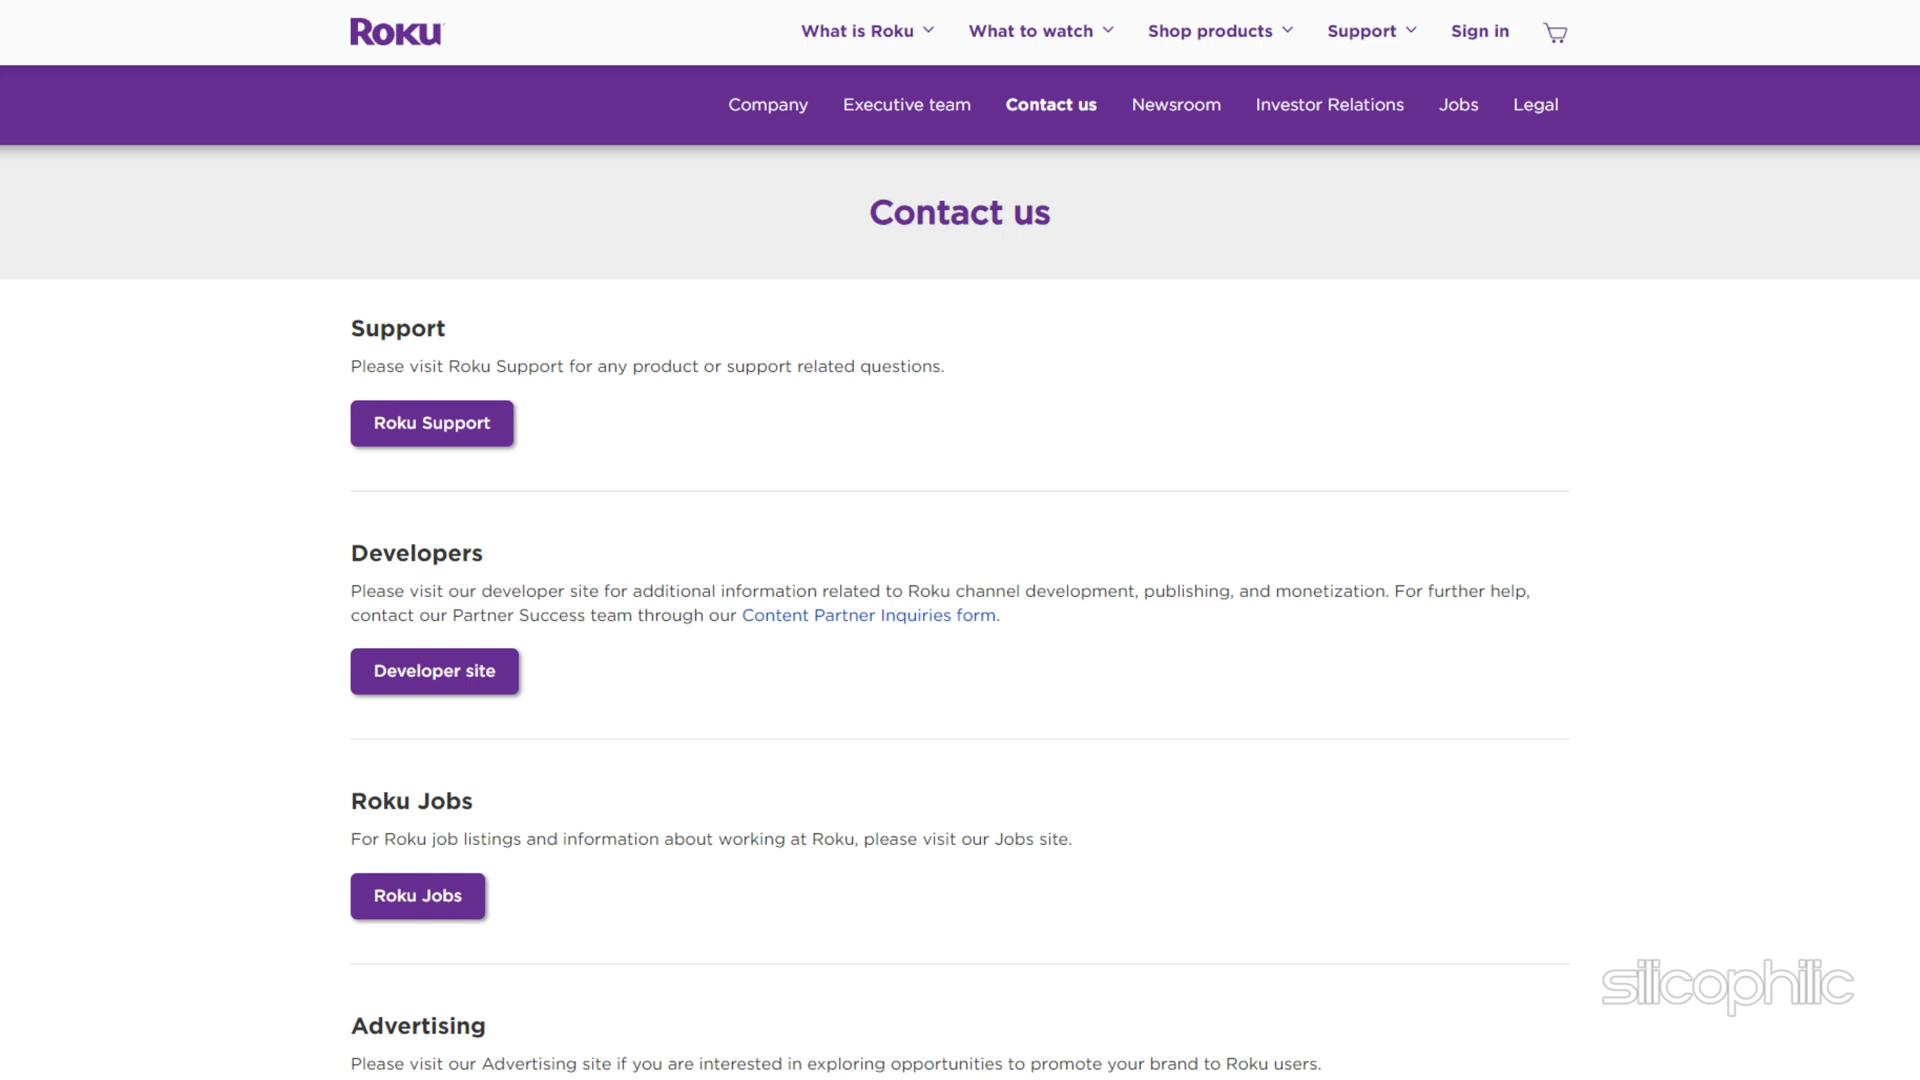 Roku
What is Roku
What to watch
Shop products
Support
Sign in
Company
Executive team
Contact us
Newsroom
Investor Relations
Jobs
Legal
Contact us
Support
Please visit Roku Support for any product or support related questions.
Roku Support
Developers
Please visit our developer site for additional information related to Roku channel development, publishing, and monetization. For further help,
contact our Partner Success team through our Content Partner Inquiries form.
Developer site
Roku Jobs
For Roku job listings and information about working at Roku, please visit our Jobs site.
Roku Jobs
silicophilic
Advertising
Please visit our Advertising site if you are interested in exploring opportunities to promote your brand to Roku users.